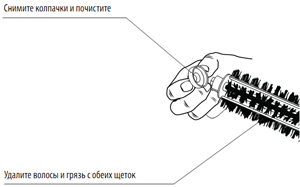 Снимите колпачки и почистите
Удалите волосы и грязь с обеих щеток